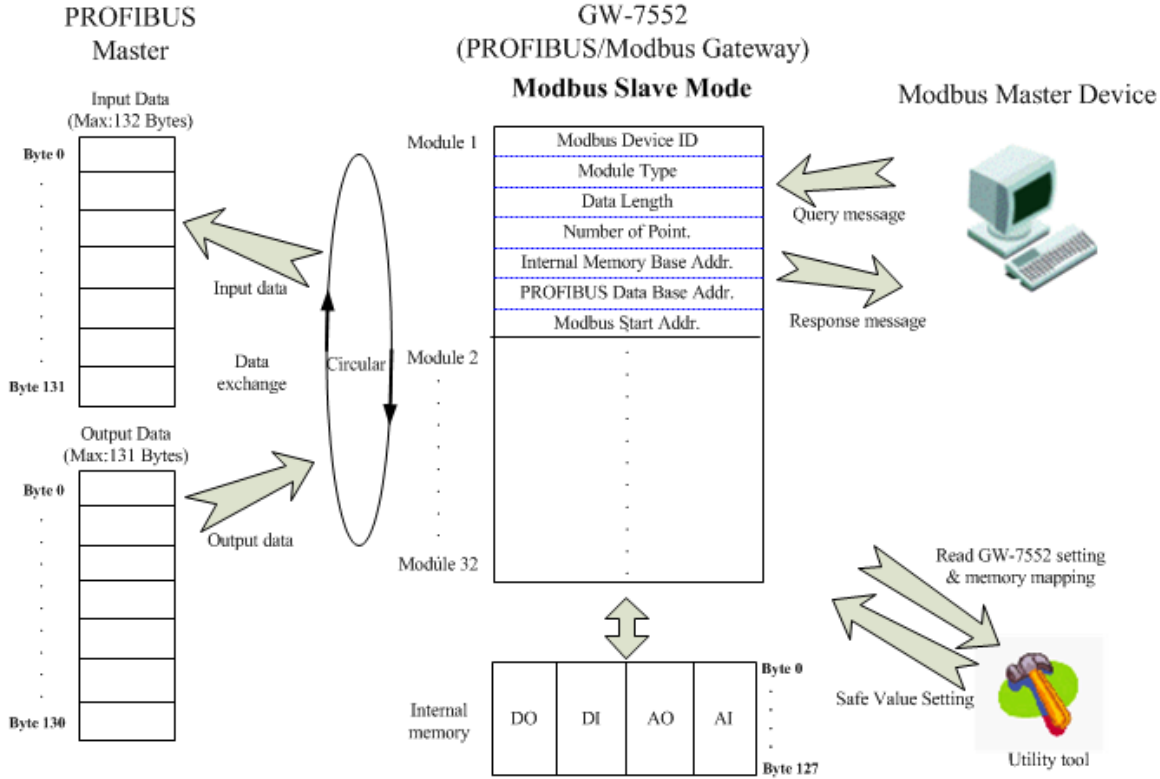 PROFIBUS
Master
Input Data
(Max:132 Bytes)
Byte 0
Byte 131
Output Data
(Max:131 Bytes)
Byte 0
Byte 130
Input data
Data
exchange
Output data
Circular
GW-7552
(PROFIBUS/Modbus Gateway)
Modbus Slave Mode
Module 1
Modbus Device ID
Module Type
Data Length
Number of Point.
Internal Memory Base Addr.
PROFIBUS Data Base Addr.
Modbus Start Addr.
Module 2
Module 32
Internal
memory
DO
DI
AO
AI
Byte 0
Byte 127
Modbus Master Device
Query message
Response message
Read GW-7552 setting
& memory mapping
Safe Value Setting
Utility tool